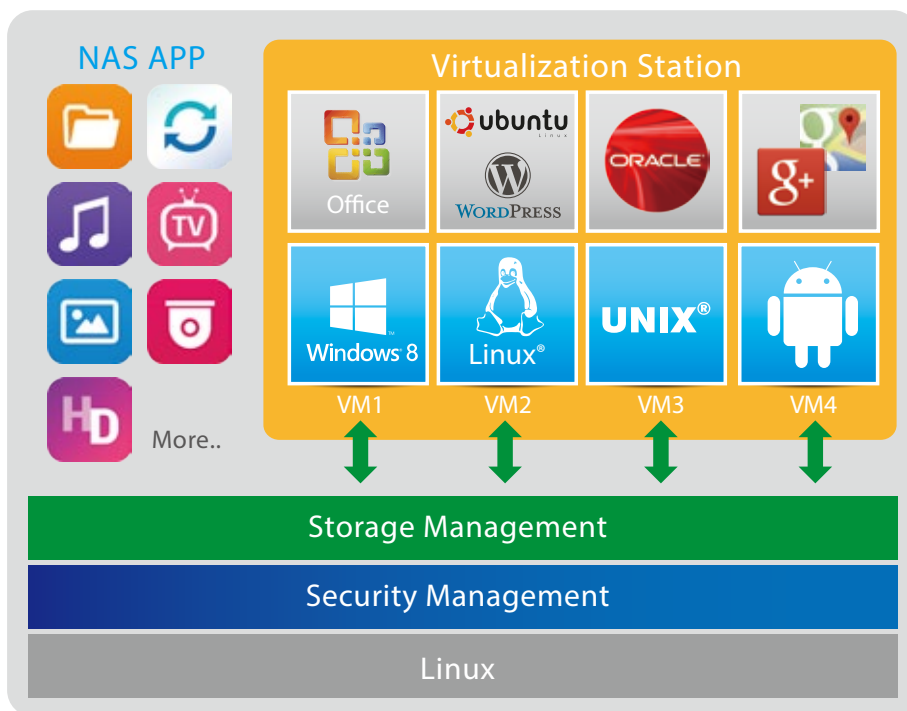 NAS APP
Virtualization Station
TV
HD
More..
Office
ubuntu
Linux
WORDPRESS
ORACLE
g
g+
Windows 8
Linux®
UNIX®
VM1
VM2
VM3
VM4
Storage Management
Security Management
Linux